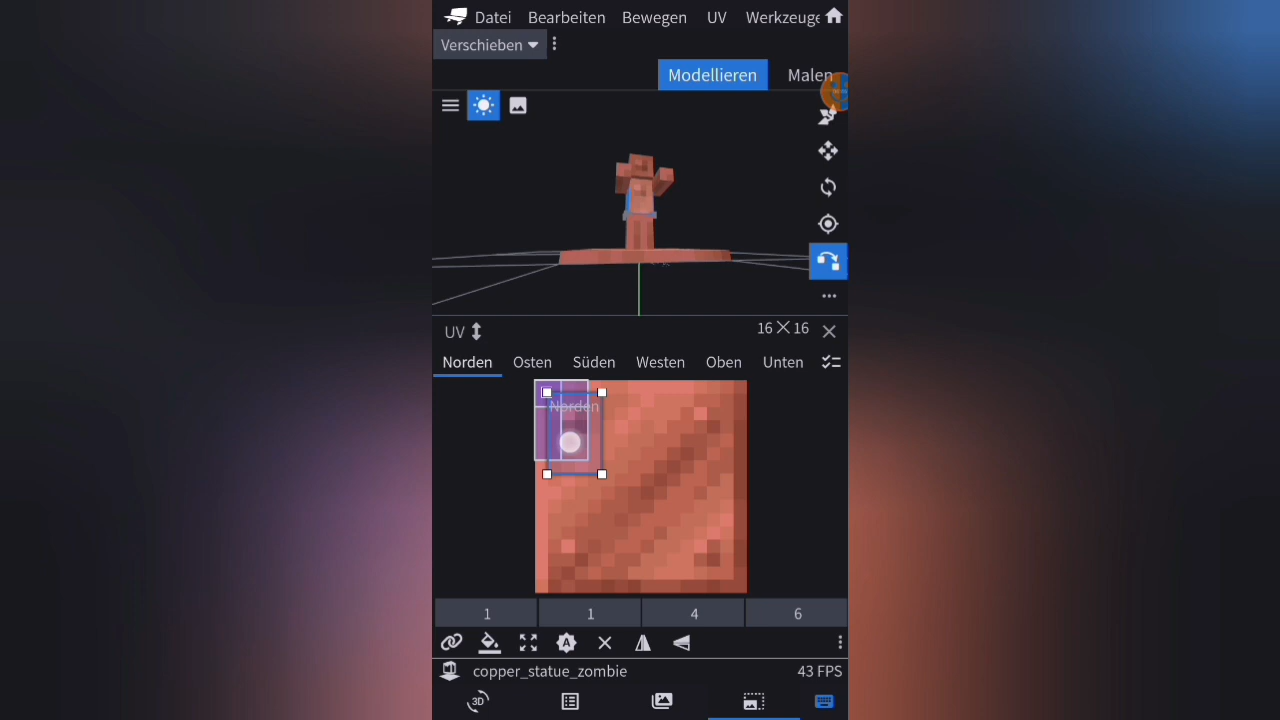 Datei Bearbeiten Bewegen UV Werkzeuge
Verschieben
Modellieren Malen
UV 16×16
Norden Osten Süden Westen Oben Unten
Norden
1 1 4 6
copper_statue_zombie 43 FPS
3D